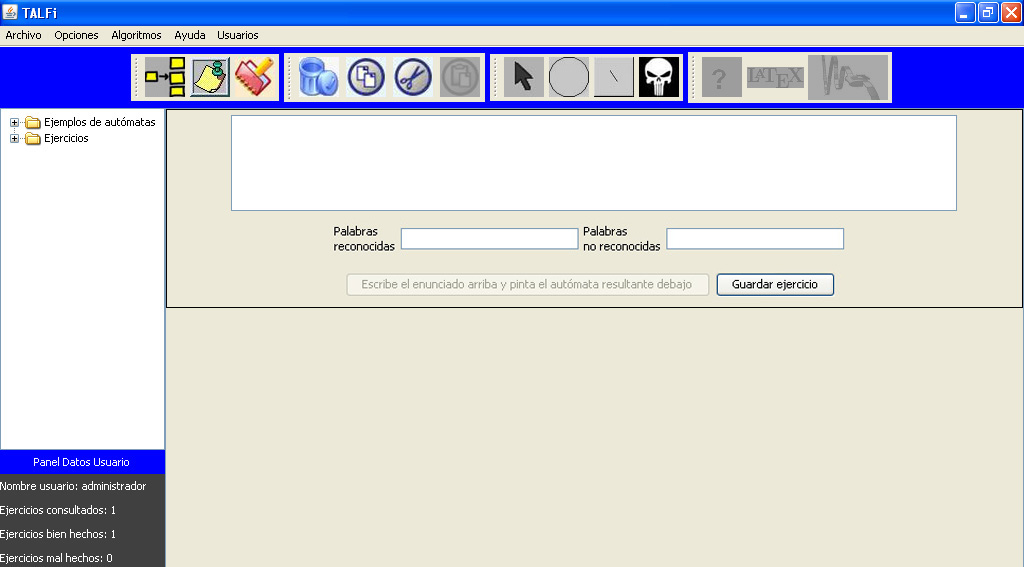 TALFi
Archivo Opciones Algoritmos Ayuda Usuarios
? LATEX
Ejemplos de autómatas
Ejercicios
Palabras reconocidas
Palabras no reconocidas
Escribe el enunciado arriba y pinta el autómata resultante debajo
Guardar ejercicio
Panel Datos Usuario
Nombre usuario: administrador
Ejercicios consultados: 1
Ejercicios bien hechos: 1
Ejercicios mal hechos: 0